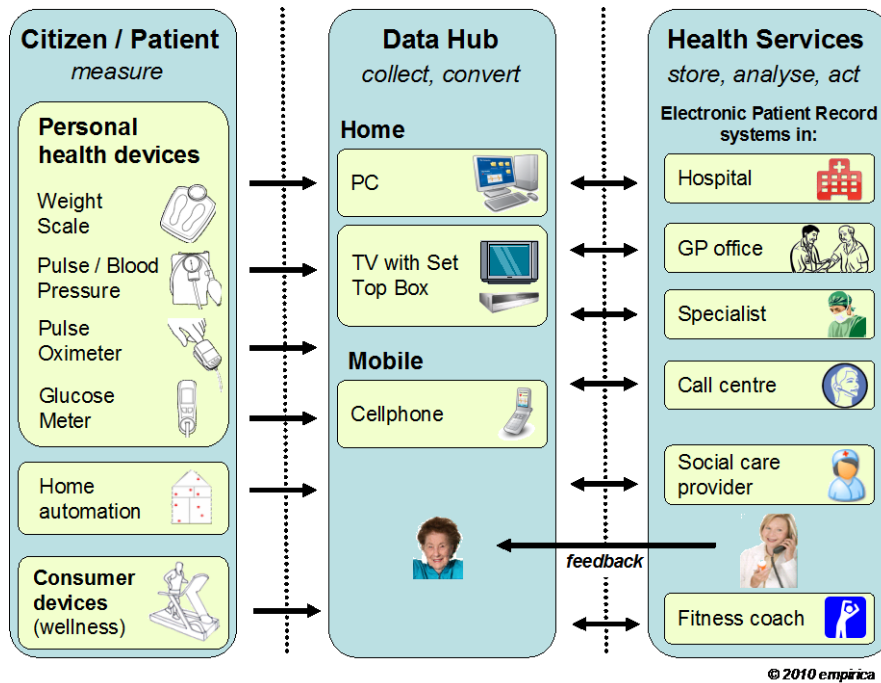 Citizen / Patient
measure
Personal
health devices
Weight
Scale
Pulse / Blood
Pressure
Pulse
Oximeter
Glucose
Meter
Home
automation
Consumer
devices
(wellness)
Data Hub
collect, convert
Home
PC
TV with Set
Top Box
Mobile
Cellphone
feedback
Health Services
store, analyse, act
Electronic Patient Record
systems in:
Hospital
GP office
Specialist
Call centre
Social care
provider
Fitness coach
© 2010 empirica